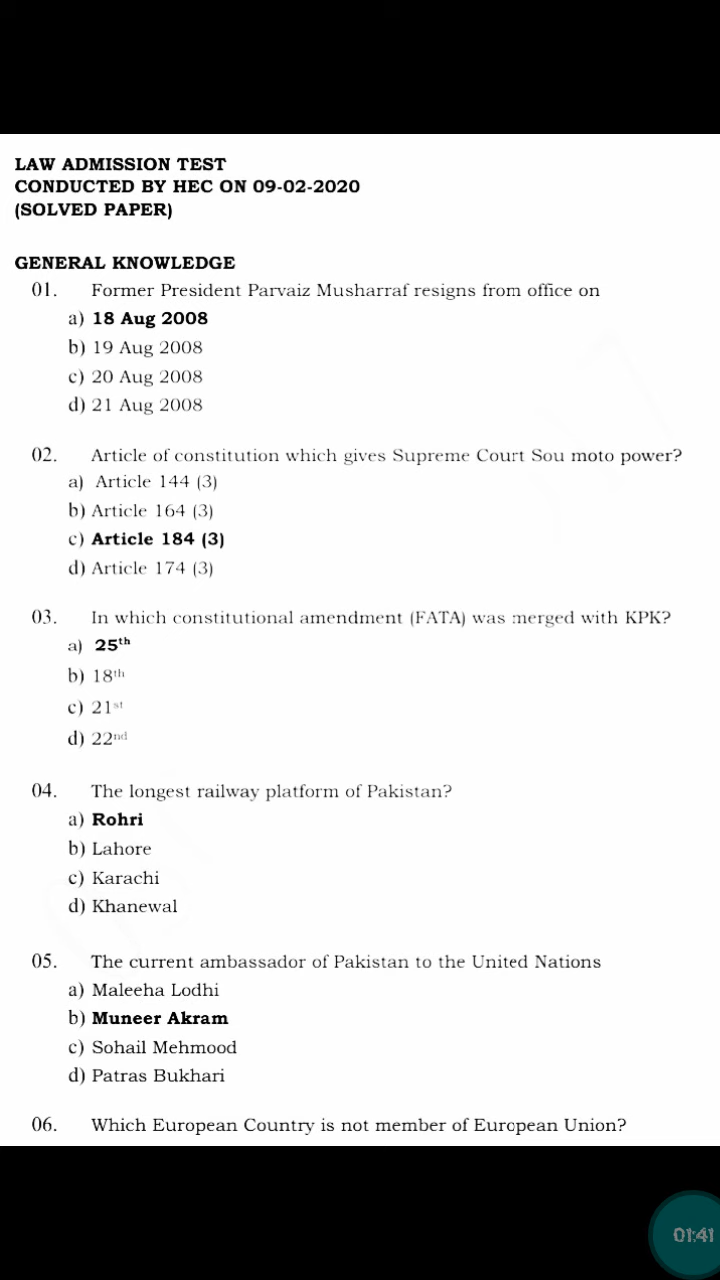 LAW ADMISSION TEST
CONDUCTED BY HEC ON 09-02-2020
(SOLVED PAPER)
GENERAL KNOWLEDGE
01. Former President Parvaiz Musharraf resigns from office on
a) 18 Aug 2008
b) 19 Aug 2008
c) 20 Aug 2008
d) 21 Aug 2008
02. Article of constitution which gives Supreme Court Sou moto power?
a) Article 144 (3)
b) Article 164 (3)
c) Article 184 (3)
d) Article 174 (3)
03. In which constitutional amendment (FATA) was merged with KPK?
a) 25th
b) 18th
c) 21st
d) 22nd
04. The longest railway platform of Pakistan?
a) Rohri
b) Lahore
c) Karachi
d) Khanewal
05. The current ambassador of Pakistan to the United Nations
a) Maleeha Lodhi
b) Muneer Akram
c) Sohail Mehmood
d) Patras Bukhari
06. Which European Country is not member of European Union?
01:41